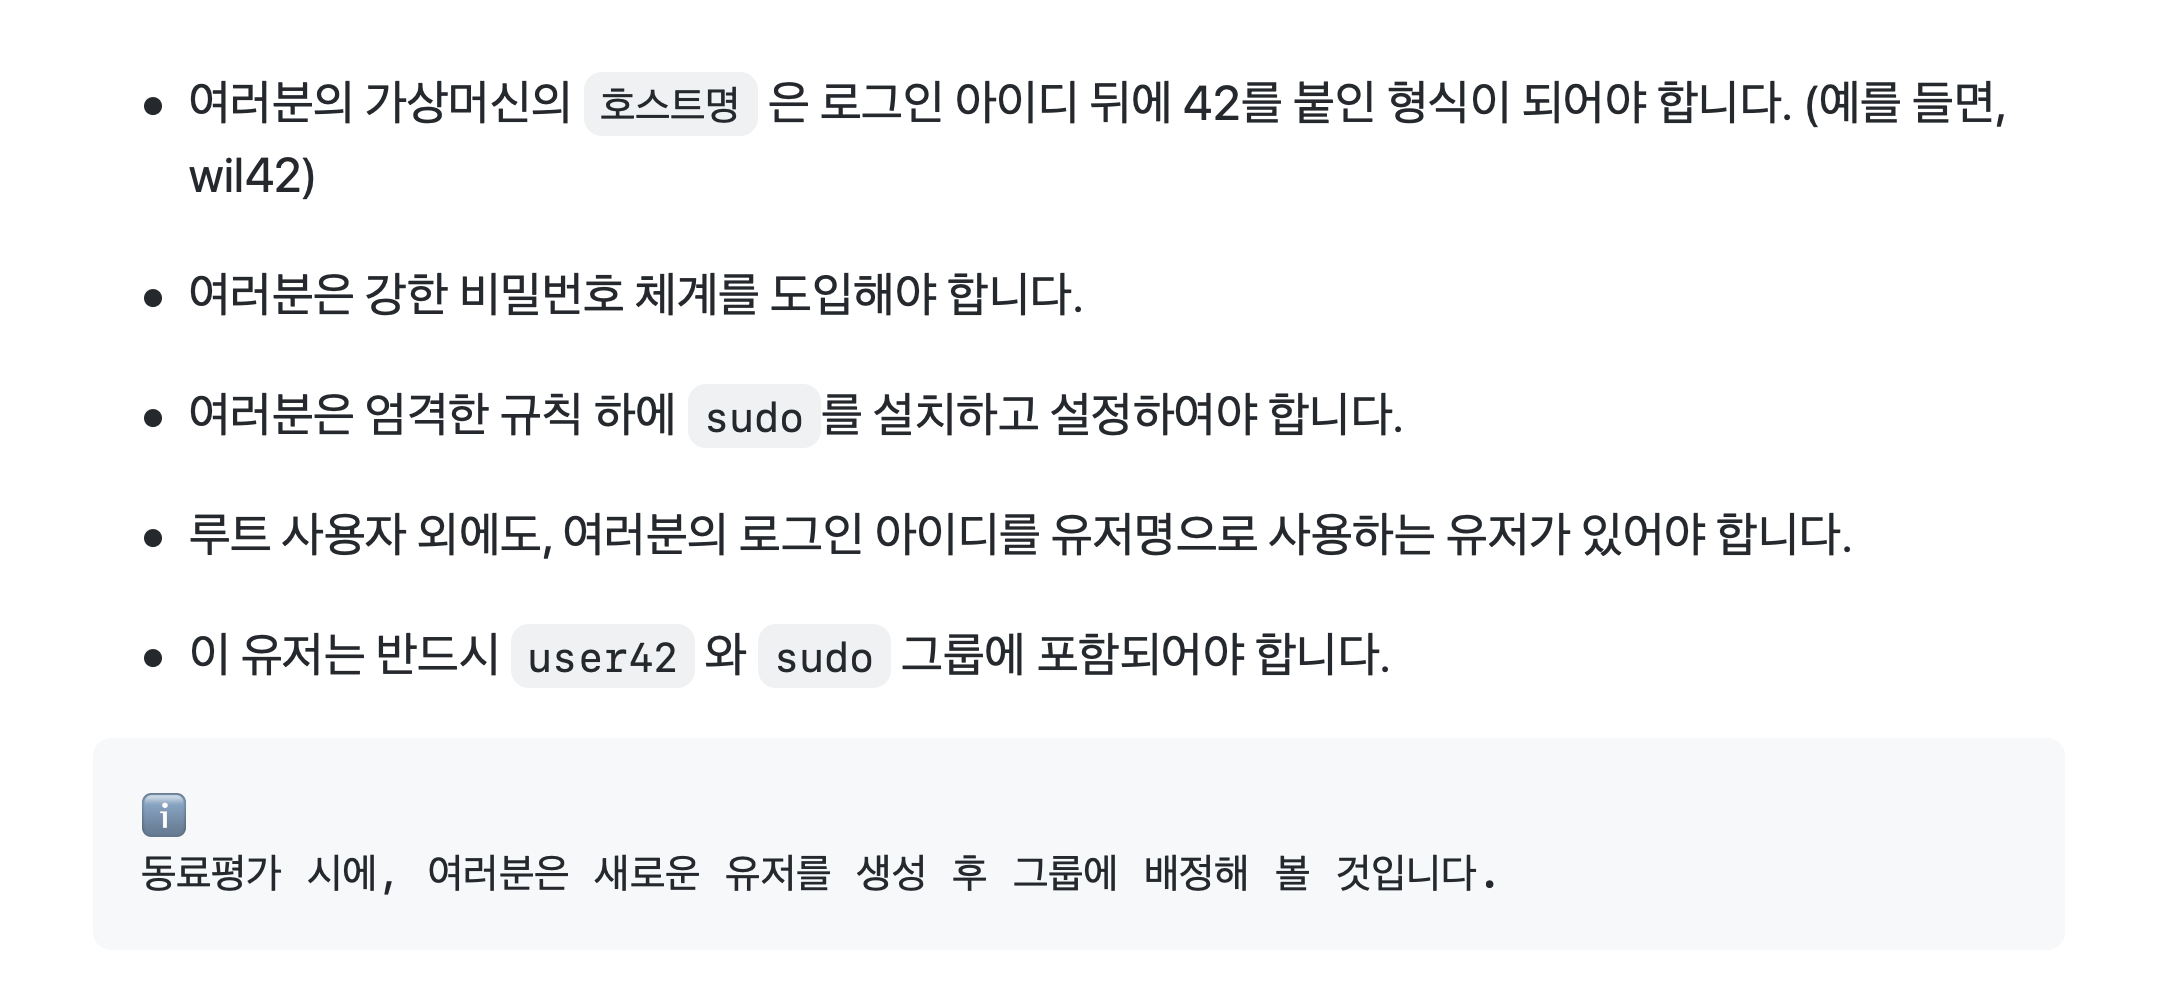 • 여러분의 가상머신의 호스트명 은 로그인 아이디 뒤에 42를 붙인 형식이 되어야 합니다. (예를 들면,
wil42)
• 여러분은 강한 비밀번호 체계를 도입해야 합니다.
• 여러분은 엄격한 규칙 하에 sudo를 설치하고 설정하여야 합니다.
• 루트 사용자 외에도, 여러분의 로그인 아이디를 유저명으로 사용하는 유저가 있어야 합니다.
• 이 유저는 반드시 user42 와 sudo 그룹에 포함되어야 합니다.
ℹ️
동료평가 시에, 여러분은 새로운 유저를 생성 후 그룹에 배정해 볼 것입니다.